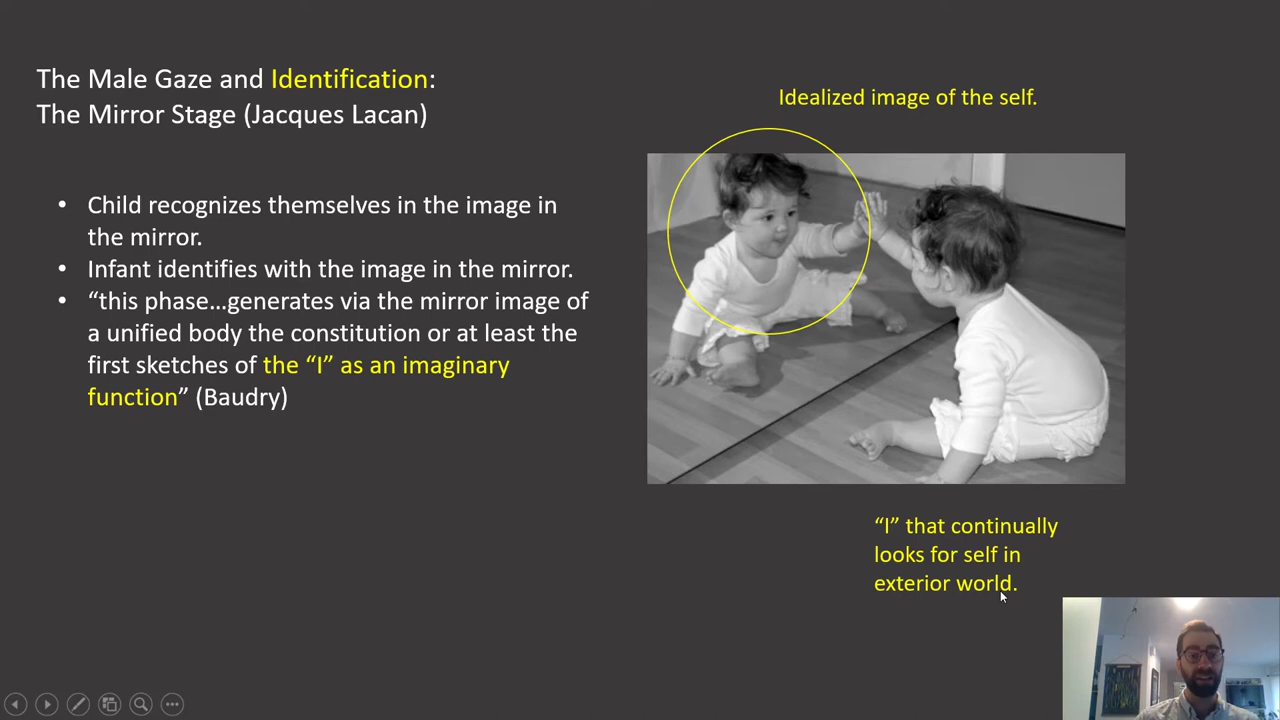 The Male Gaze and Identification:
The Mirror Stage (Jacques Lacan)
• Child recognizes themselves in the image in
the mirror.
• Infant identifies with the image in the mirror.
• “this phase…generates via the mirror image of
a unified body the constitution or at least the
first sketches of the “I” as an imaginary
function” (Baudry)
Idealized image of the self.
“I” that continually
looks for self in
exterior world.